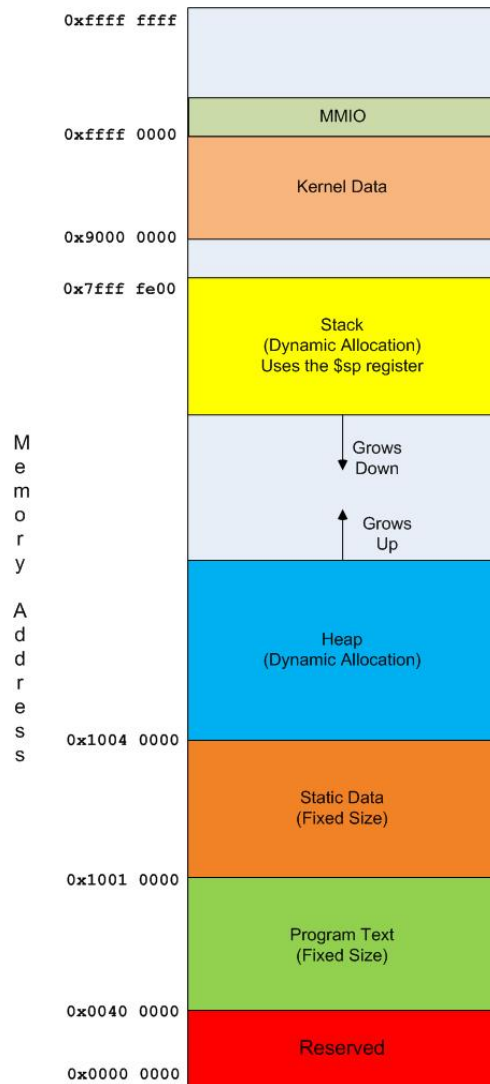 0xffff ffff
MMIO
0xffff 0000
Kernel Data
0x9000 0000
0x7fff fe00
Stack
(Dynamic Allocation)
Uses the $sp register
Grows
Down
Grows
Up
Memory Address
Heap
(Dynamic Allocation)
0x1004 0000
Static Data
(Fixed Size)
0x1001 0000
Program Text
(Fixed Size)
0x0040 0000
Reserved
0x0000 0000